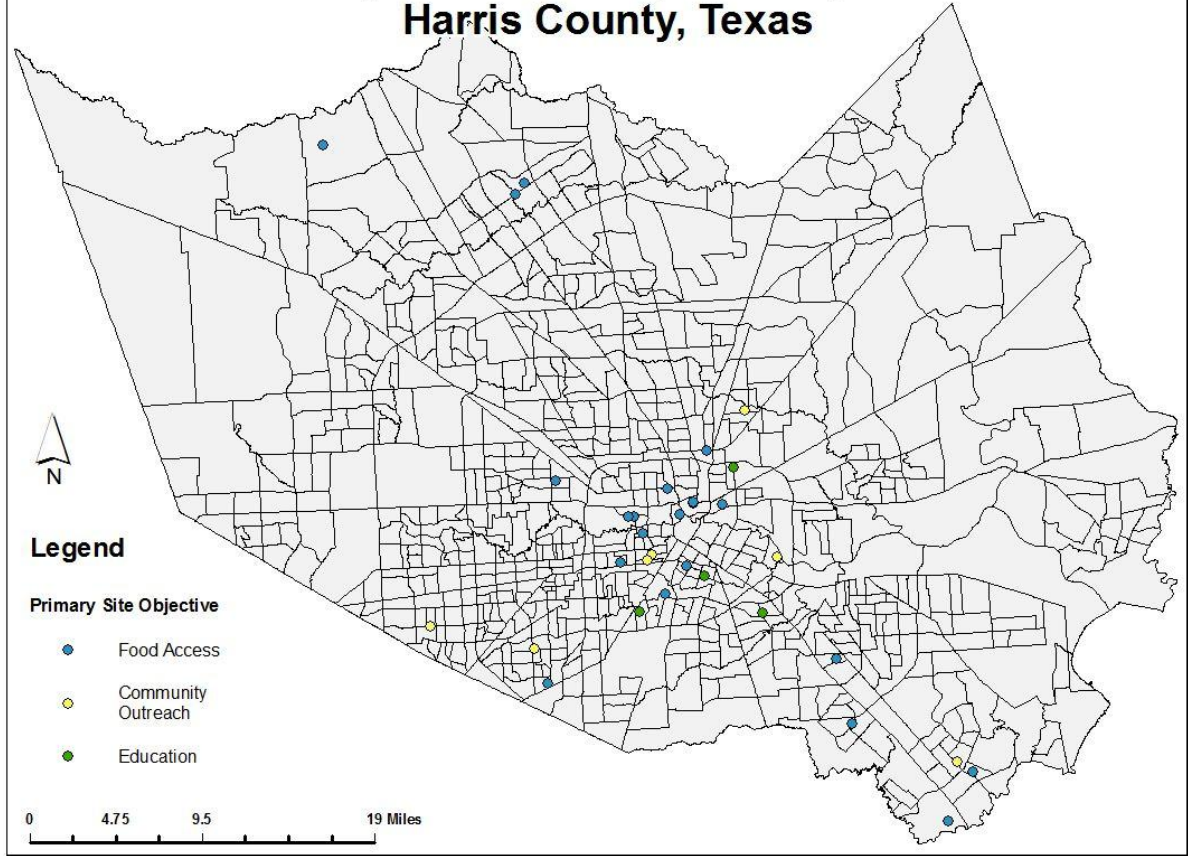 Harris County, Texas
N
Legend
Primary Site Objective
Food Access
Community
Outreach
Education
0 4.75 9.5 19 Miles